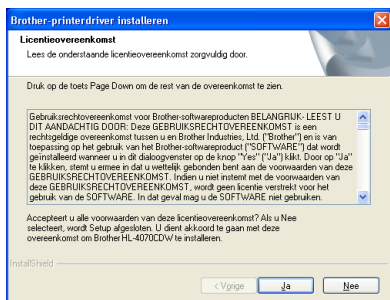 Brother-printerdriver installeren
Licentieovereenkomst
Lees de onderstaande licentieovereenkomst zorgvuldig door.
Druk op de toets Page Down om de rest van de overeenkomst te zien.
Gebruiksrechtovereenkomst voor Brother-softwareproducten BELANGRIJK- LEEST U
DIT AANDACHTIG DOOR: Deze GEBRUIKSRECHTOVEREENKOMST is een
rechtsgeldige overeenkomst tussen u en Brother Industries, Ltd. ("Brother") en is van
toepassing op het gebruik van het Brother-softwareproduct ("SOFTWARE") dat wordt
geïnstalleerd wanneer u in dit dialoogvenster op de knop "Yes" ("Ja") klikt. Door op "Ja"
te klikken, stemt u ermee in dat u wettelijk gebonden bent aan de voorwaarden van deze
GEBRUIKSRECHTOVEREENKOMST. Indien u niet instemt met de voorwaarden van
deze GEBRUIKSRECHTOVEREENKOMST, wordt geen licentie verstrekt voor het
gebruik van de SOFTWARE. In dat geval mag u de SOFTWARE niet gebruiken.
Accepteert u alle voorwaarden van deze licentieovereenkomst? Als u Nee
selecteert, wordt Setup afgesloten. U dient akkoord te gaan met deze
overeenkomst om Brother HL-4070CDW te installeren.
InstallShield
< Vorige
Ja
Nee